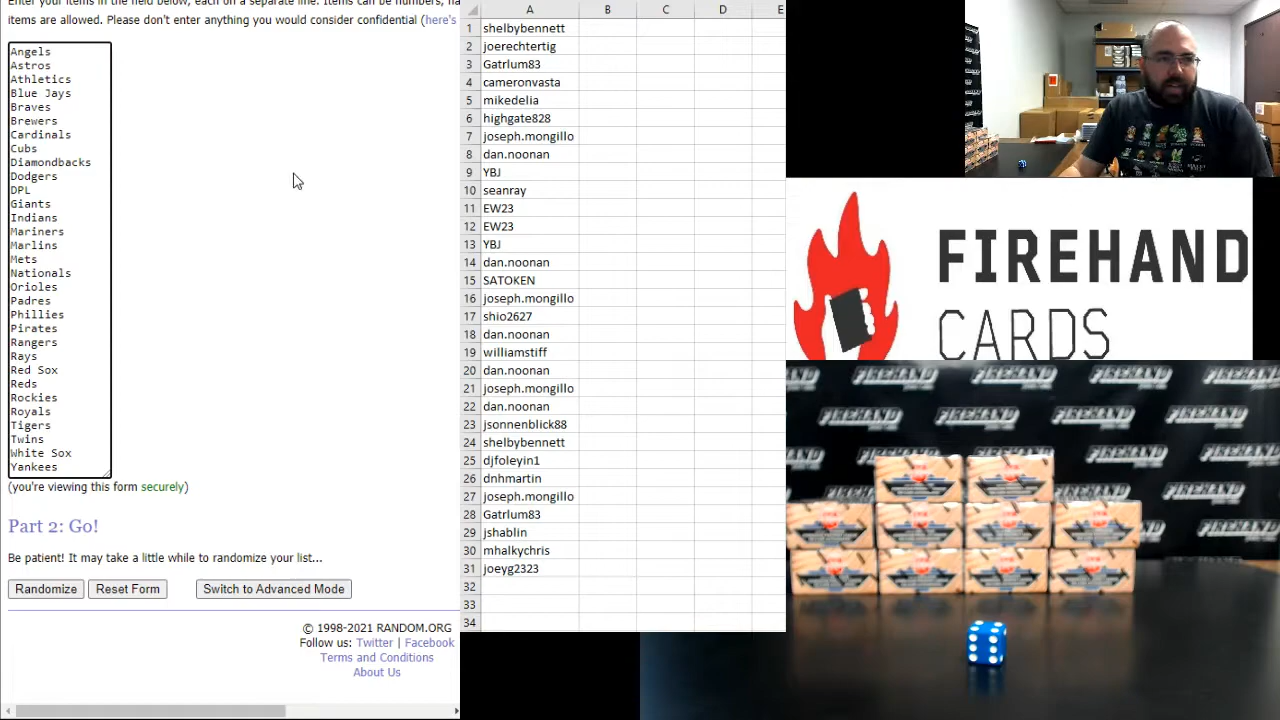 Enter your items in the field below, each on a separate line. Items can be numbers, na
items are allowed. Please don't enter anything you would consider confidential (here's
Angels
Astros
Athletics
Blue Jays
Braves
Brewers
Cardinals
Cubs
Diamondbacks
Dodgers
DPL
Giants
Indians
Mariners
Marlins
Mets
Nationals
Orioles
Padres
Phillies
Pirates
Rangers
Rays
Red Sox
Reds
Rockies
Royals
Tigers
Twins
White Sox
Yankees
(you're viewing this form securely)
Part 2: Go!
Be patient! It may take a little while to randomize your list...
Randomize
Reset Form
Switch to Advanced Mode
© 1998-2021 RANDOM.ORG
Follow us: Twitter | Facebook
Terms and Conditions
About Us
A B C D E
1 shelbybennett
2 joerechtertig
3 Gatrlum83
4 cameronvasta
5 mikedelia
6 highgate828
7 joseph.mongillo
8 dan.noonan
9 YBJ
10 seanray
11 EW23
12 EW23
13 YBJ
14 dan.noonan
15 SATOKEN
16 joseph.mongillo
17 shio2627
18 dan.noonan
19 williamstiff
20 dan.noonan
21 joseph.mongillo
22 dan.noonan
23 jsonnenblick88
24 shelbybennett
25 djfoleyin1
26 dnhmartin
27 joseph.mongillo
28 Gatrlum83
29 jshablin
30 mhalkychris
31 joeyg2323
32
33
34
FIREHAND
CARDS
FIREHAND
FIREHAND
FIREHAND
FIREHAND